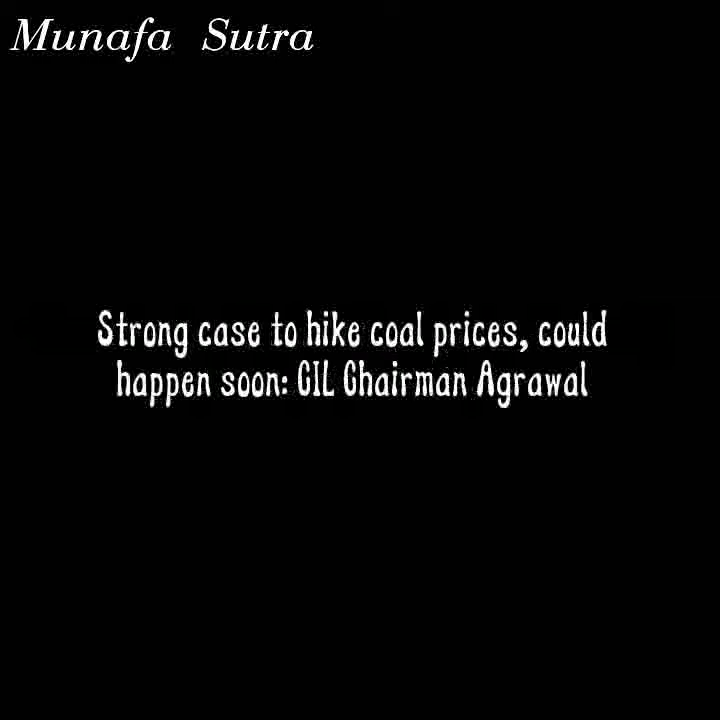 Munafa Sutra
Strong case to hike coal prices, could
happen soon: CIL Chairman Agrawal